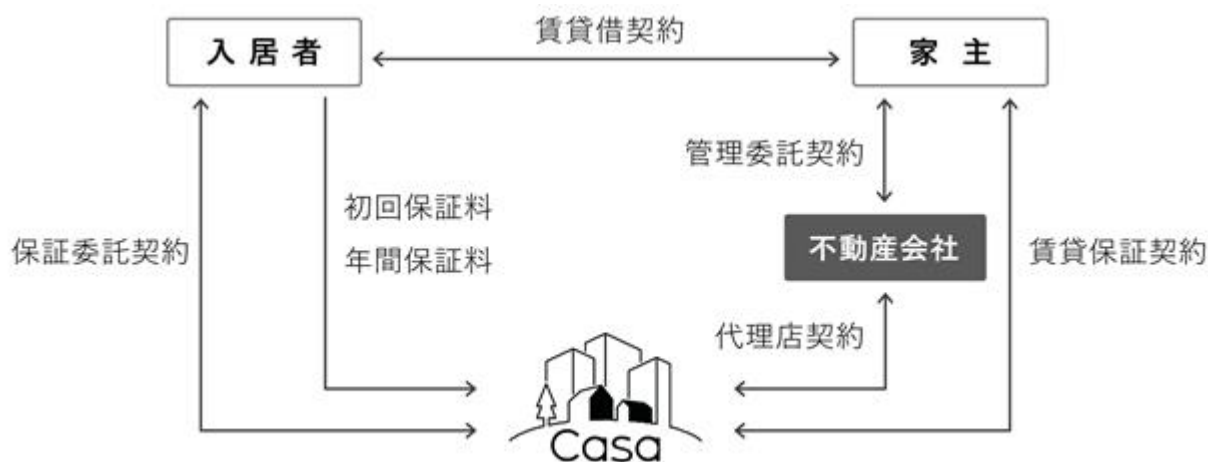 賃貸借契約
入居者
家主
管理委託契約
初回保証料
不動産会社
保証委託契約
年間保証料
賃貸保証契約
代理店契約
Casa